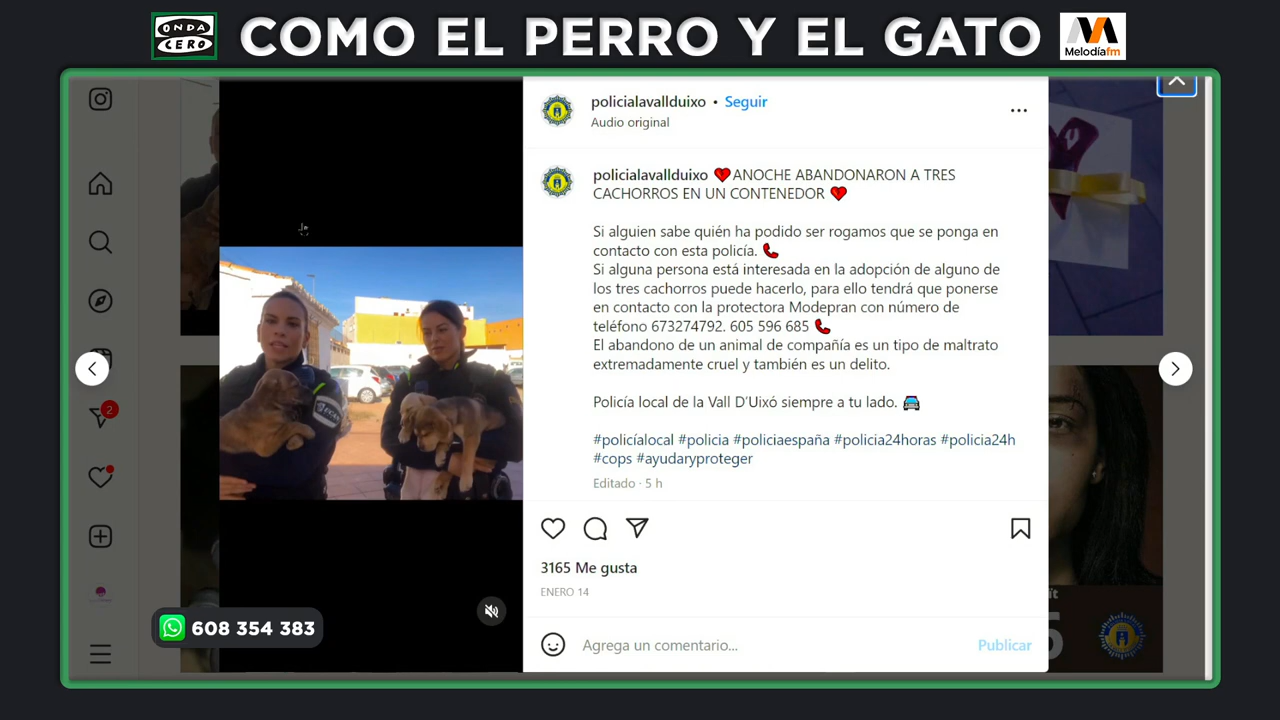 ONDA
CERO
COMO EL PERRO Y EL GATO
Melodíafm
policialavallduixo • Seguir
Audio original
policialavallduixo 💔ANOCHE ABANDONARON A TRES
CACHORROS EN UN CONTENEDOR 💔
Si alguien sabe quién ha podido ser rogamos que se ponga en
contacto con esta policía. 📞
Si alguna persona está interesada en la adopción de alguno de
los tres cachorros puede hacerlo, para ello tendrá que ponerse
en contacto con la protectora Modepran con número de
teléfono 673274792. 605 596 685 📞
El abandono de un animal de compañía es un tipo de maltrato
extremadamente cruel y también es un delito.
Policía local de la Vall D'Uixó siempre a tu lado. 🚘
#policíalocal #policia #policiaespaña #policia24horas #policia24h
#cops #ayudaryproteger
Editado · 5 h
3165 Me gusta
ENERO 14
Agrega un comentario...
Publicar
2
608 354 383